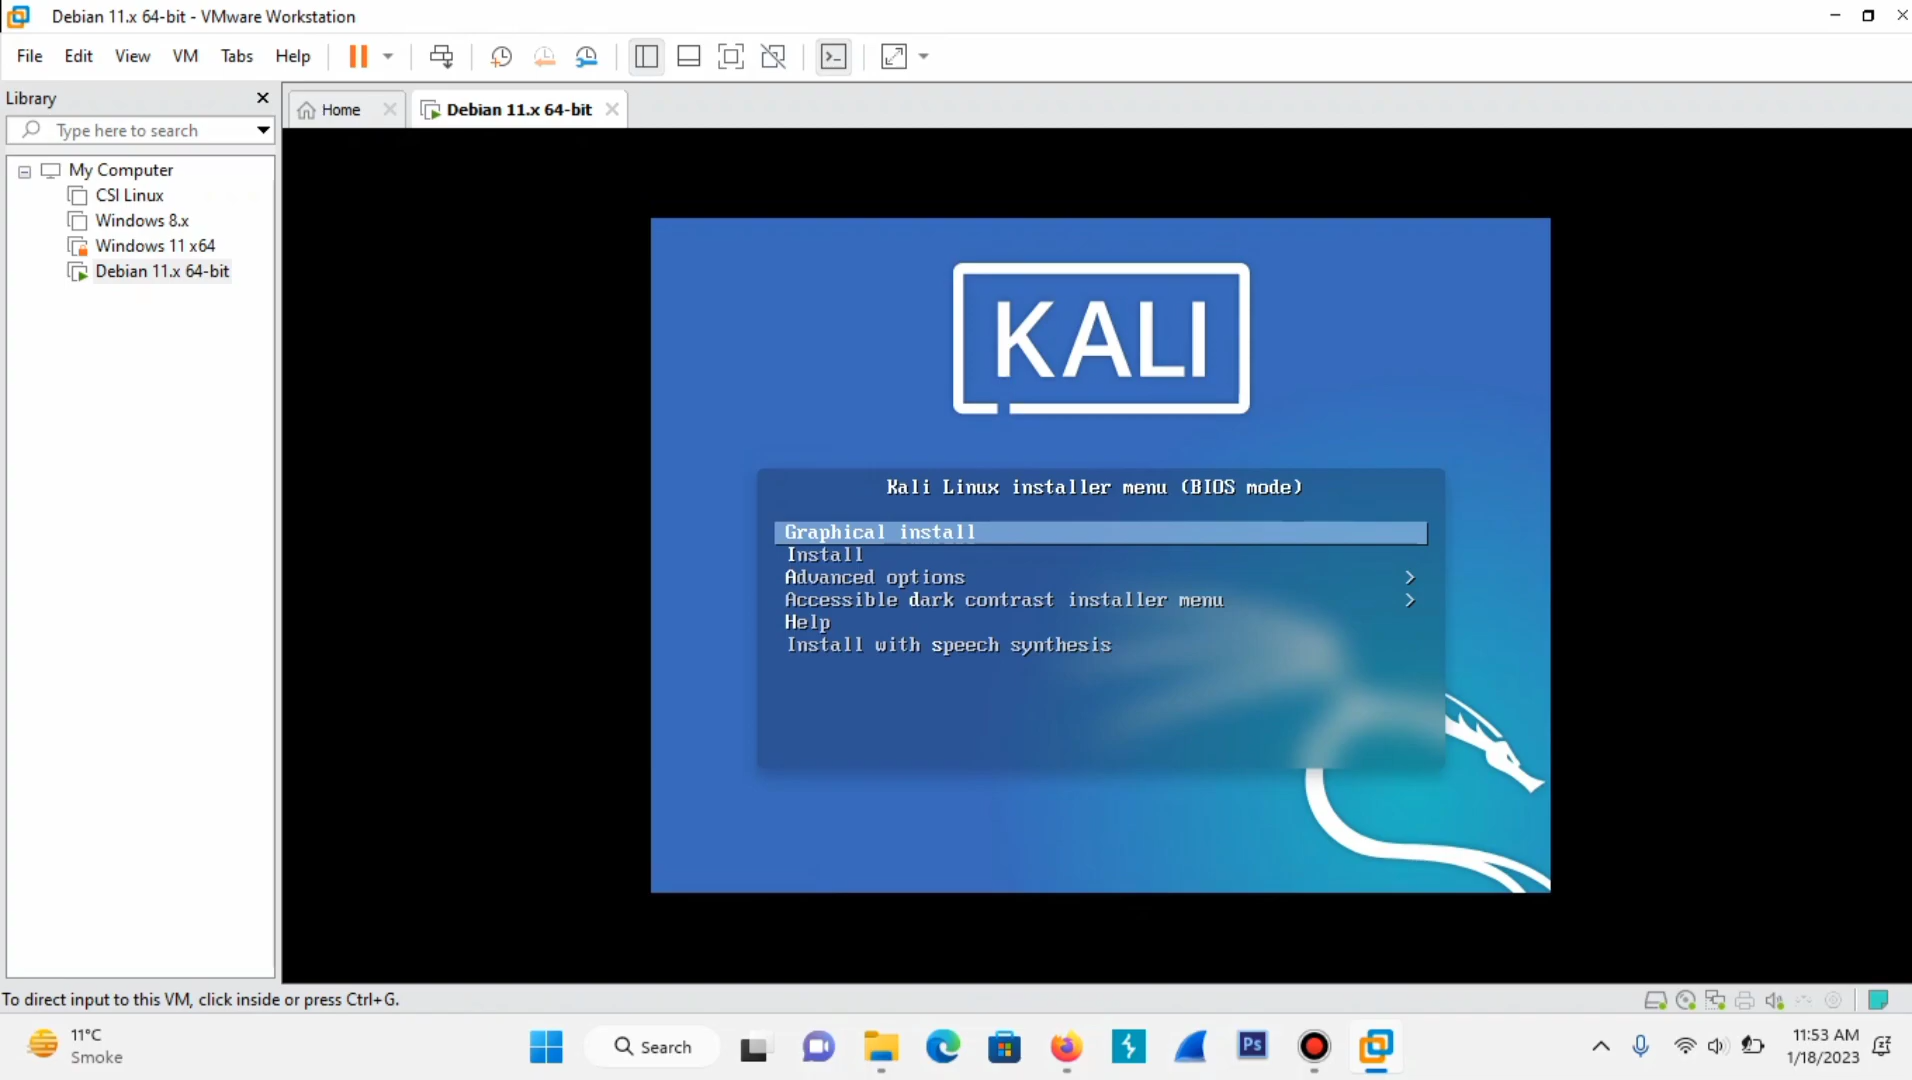 Debian 11.x 64-bit - VMware Workstation
File Edit View VM Tabs Help
Library
Type here to search
My Computer
CSI Linux
Windows 8.x
Windows 11 x64
Debian 11.x 64-bit
Home
Debian 11.x 64-bit
KALI
Kali Linux installer menu (BIOS mode)
Graphical install
Install
Advanced options >
Accessible dark contrast installer menu >
Help
Install with speech synthesis
To direct input to this VM, click inside or press Ctrl+G.
11°C
Smoke
Search
Ps
11:53 AM
1/18/2023